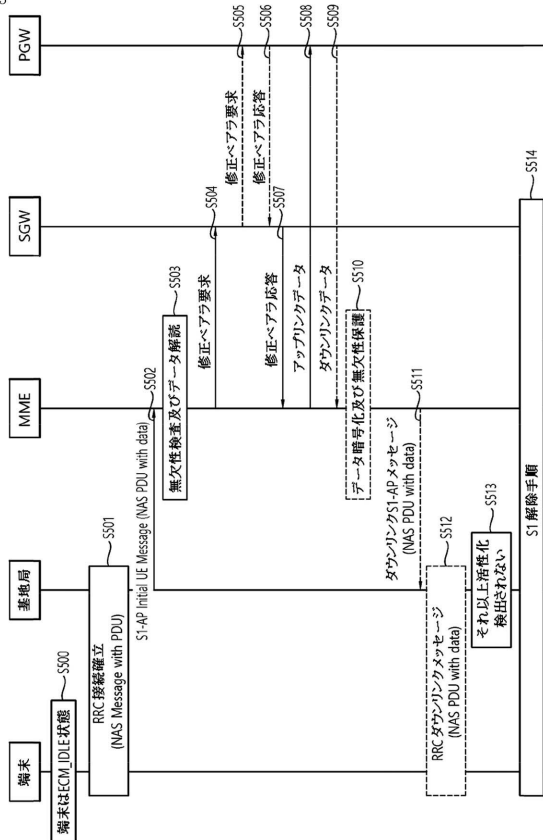 端末
基地局
MME
SGW
PGW
端末はECM_IDLE状態
S500
RRC接続確立
(NAS Message with PDU)
S501
S1-AP Initial UE Message (NAS PDU with data)
S502
無欠性検査及びデータ解読
S503
修正ベアラ要求
S504
修正ベアラ要求
S505
修正ベアラ応答
S506
修正ベアラ応答
S507
アップリンクデータ
S508
ダウンリンクデータ
S509
データ暗号化及び無欠性保護
S510
ダウンリンクS1-APメッセージ
(NAS PDU with data)
S511
RRCダウンリンクメッセージ
(NAS PDU with data)
S512
それ以上活性化
検出されない
S513
S1解除手順
S514